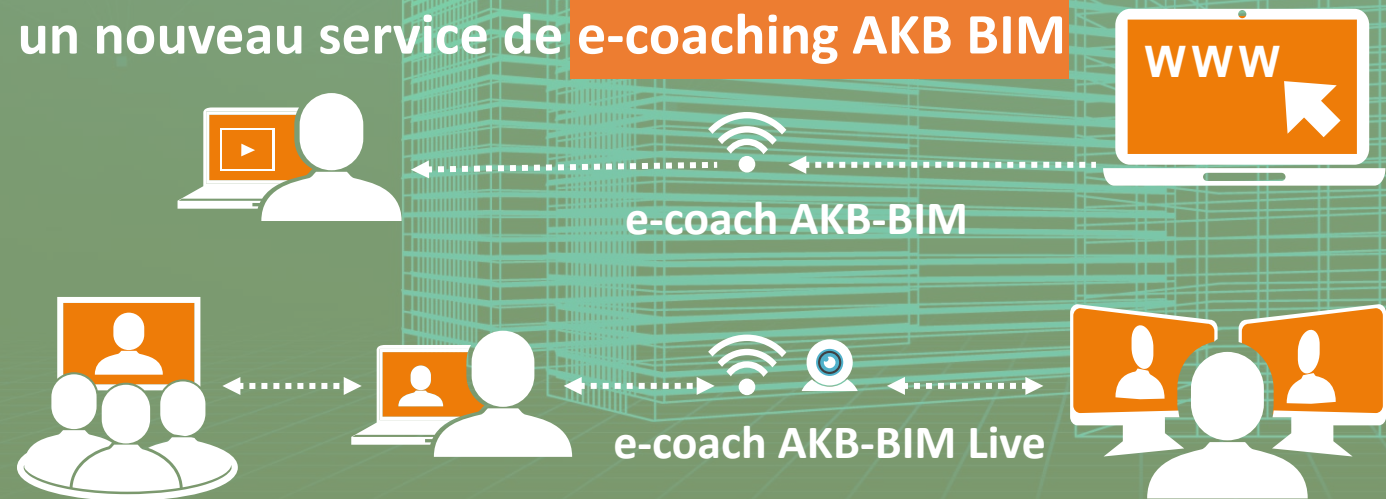 un nouveau service de e-coaching AKB BIM
WWW
e-coach AKB-BIM
e-coach AKB-BIM Live